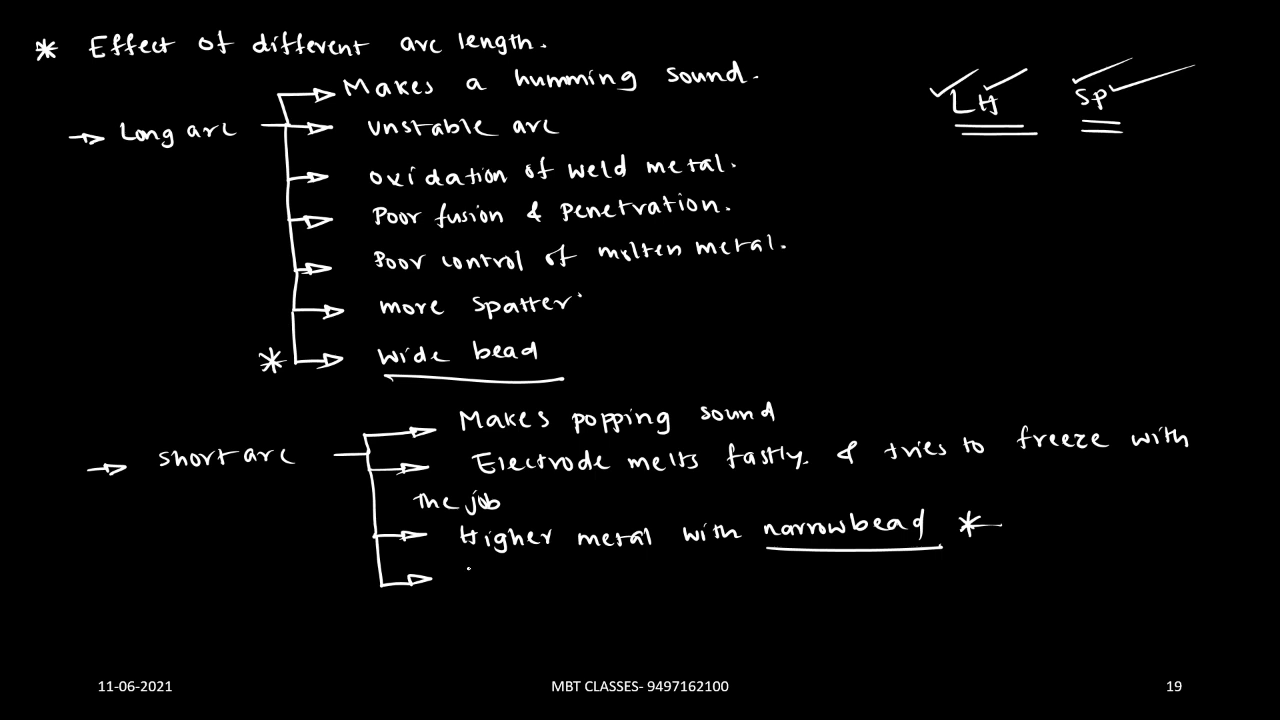 * Effect of different arc length.
Makes a humming sound.
LH SP
→ Long arc
unstable arc
oxidation of weld metal.
Poor fusion & penetration.
Poor control of molten metal.
more spatter
* wide bead
→ short arc
Makes popping sound
Electrode melts fastly. & tries to freeze with
the job
Higher metal with narrow bead *
11-06-2021 MBT CLASSES- 9497162100 19